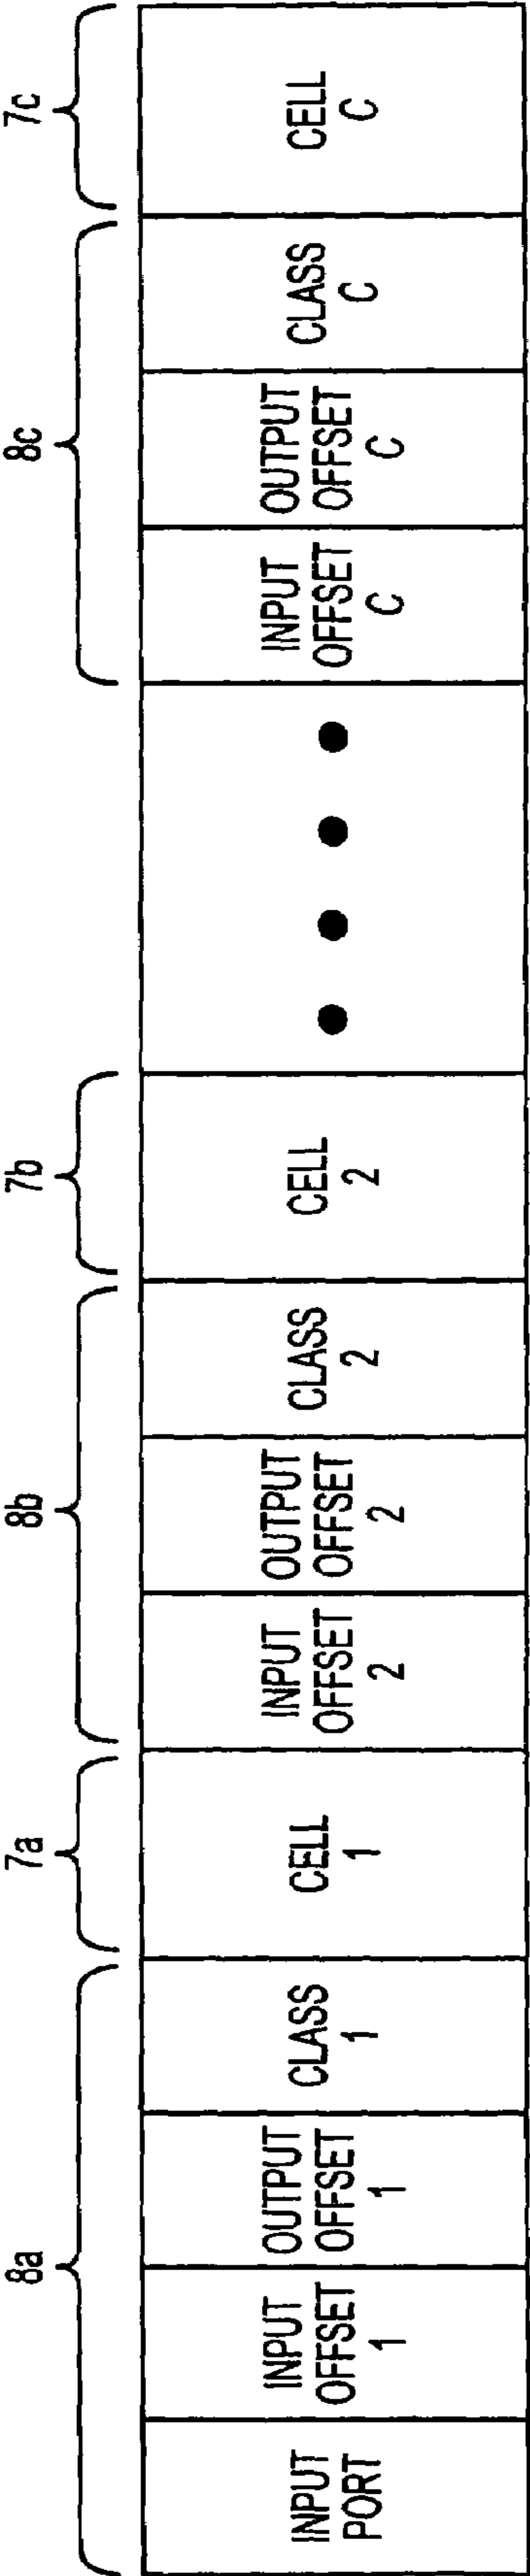 8a
7a
8b
7b
8c
7c
INPUT
PORT
INPUT
OFFSET
1
OUTPUT
OFFSET
1
CLASS
1
CELL
1
INPUT
OFFSET
2
OUTPUT
OFFSET
2
CLASS
2
CELL
2
INPUT
OFFSET
C
OUTPUT
OFFSET
C
CLASS
C
CELL
C